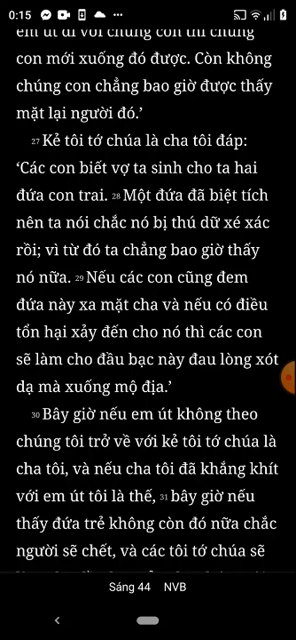 0:15
em út đi với chúng con thì chúng
con mới xuống đó được. Còn không
chúng con chẳng bao giờ được thấy
mặt lại người đó.’
27 Kẻ tôi tớ chúa là cha tôi đáp:
‘Các con biết vợ ta sinh cho ta hai
đứa con trai. 28 Một đứa đã biệt tích
nên ta nói chắc nó bị thú dữ xé xác
rồi; vì từ đó ta chẳng bao giờ thấy
nó nữa. 29 Nếu các con cũng đem
đứa này xa mặt cha và nếu có điều
tổn hại xảy đến cho nó thì các con
sẽ làm cho đầu bạc này đau lòng xót
dạ mà xuống mộ địa.’
30 Bây giờ nếu em út không theo
chúng tôi trở về với kẻ tôi tớ chúa là
cha tôi, và nếu cha tôi đã khắng khít
với em út tôi là thế, 31 bây giờ nếu
thấy đứa trẻ không còn đó nữa chắc
người sẽ chết, và các tôi tớ chúa sẽ
Sáng 44 NVB